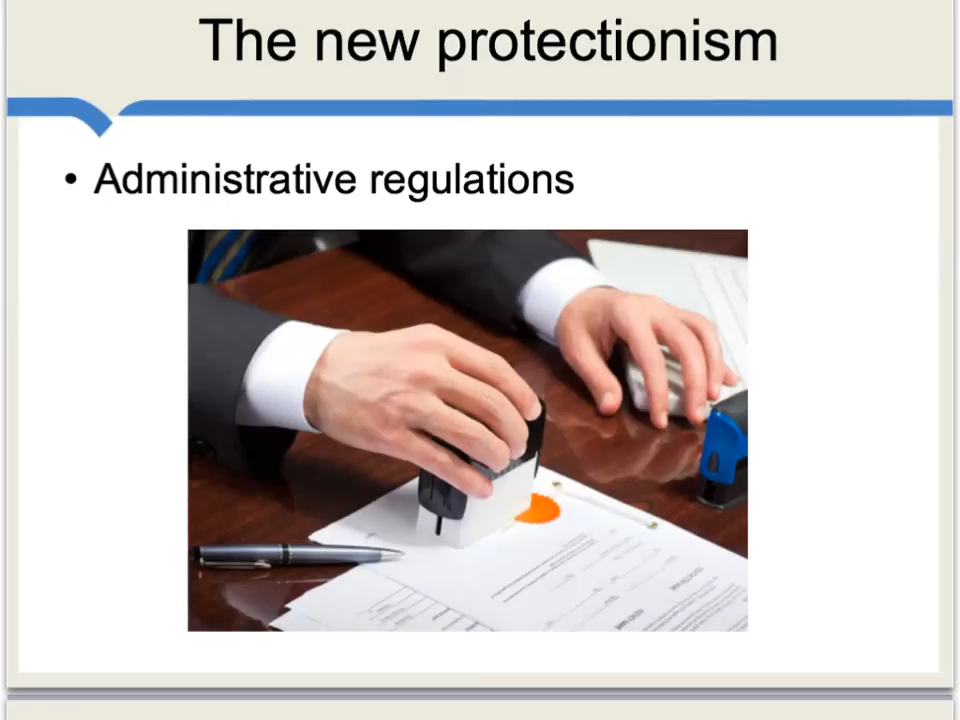 The new protectionism
• Administrative regulations